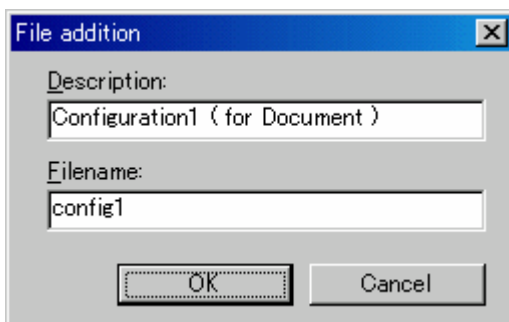 File addition
Description:
Configuration1 ( for Document )
Filename:
config1
OK Cancel